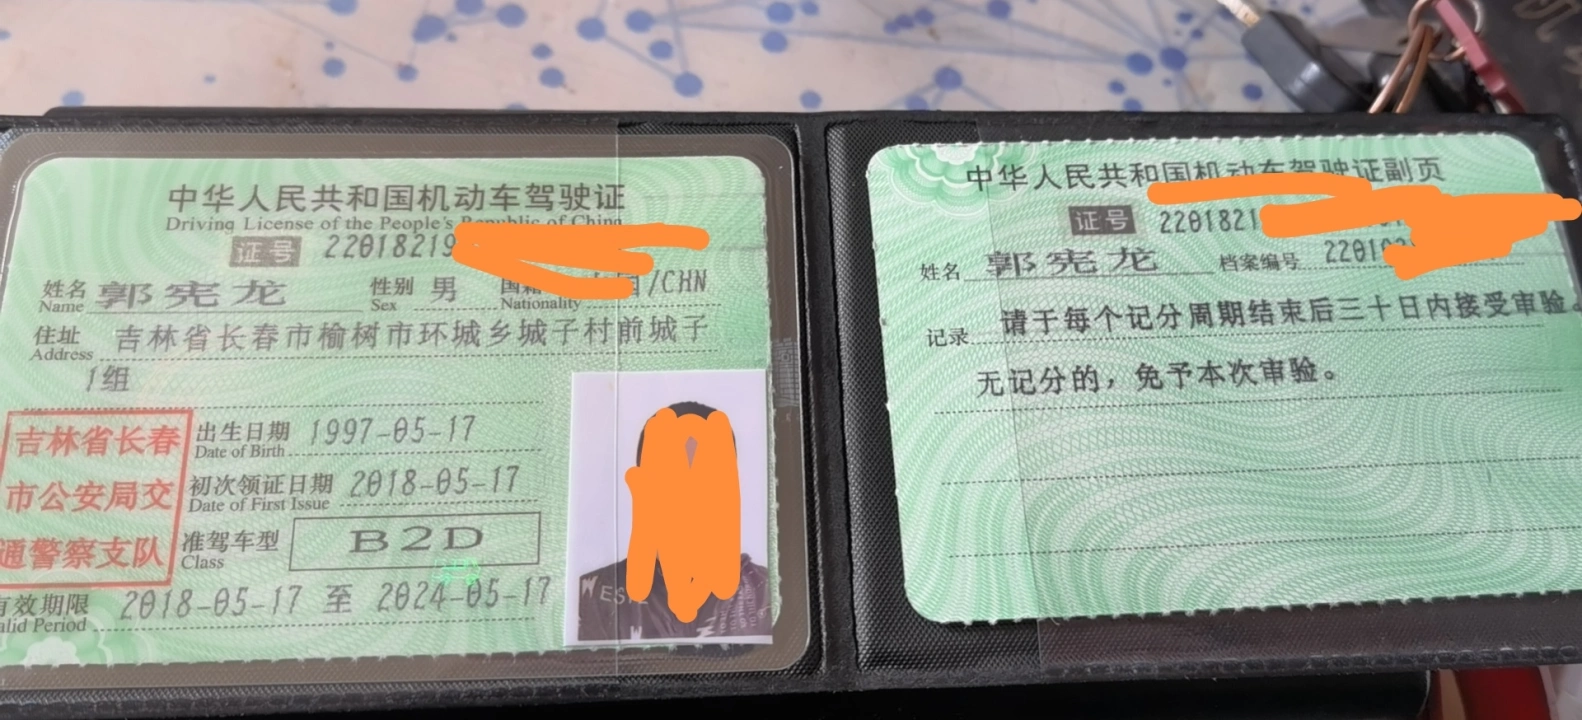 中华人民共和国机动车驾驶证
Driving License of the People's Republic of China
证号 22018219
姓名 郭宪龙 性别 男 国籍 /CHN
Name Sex Nationality
住址 吉林省长春市榆树市环城乡城子村前城子
Address
1组
吉林省长春
市公安局交
通警察支队
出生日期 1997-05-17
Date of Birth
初次领证日期 2018-05-17
Date of First Issue
准驾车型 B2D
Class
有效期限 2018-05-17 至 2024-05-17
alid Period
中华人民共和国机动车驾驶证副页
证号 2201821
姓名 郭宪龙 档案编号 2201
记录 请于每个记分周期结束后三十日内接受审验。
无记分的，免予本次审验。